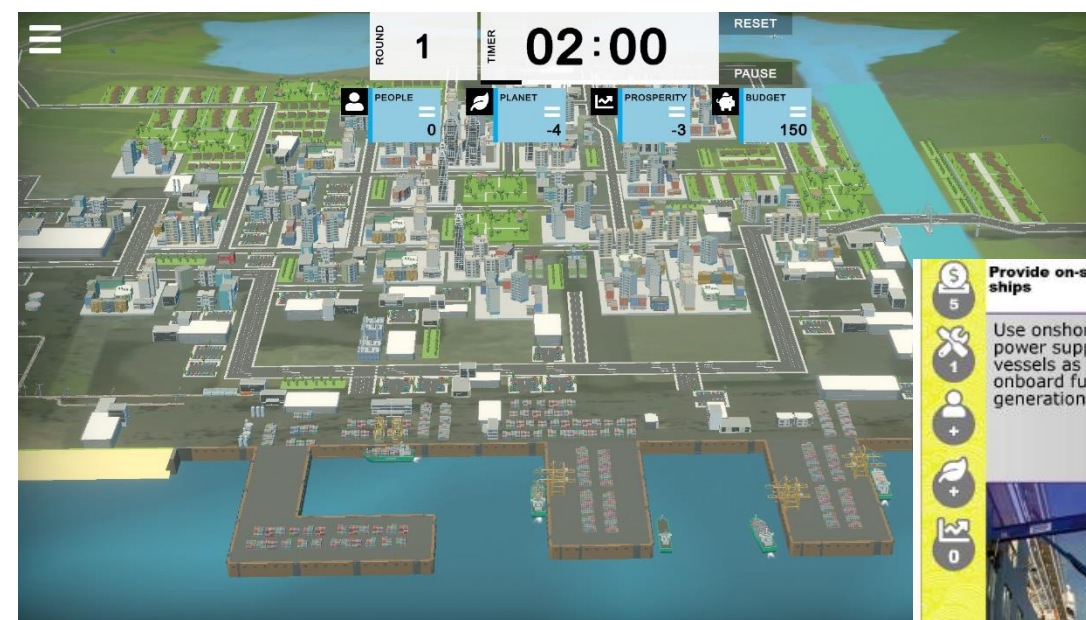 ROUND
1
TIMER
02:00
RESET
PAUSE
PEOPLE
0
PLANET
-4
PROSPERITY
-3
BUDGET
150
5
1
+
+
0
Provide on-s
ships
Use onshor
power supp
vessels as
onboard fu
generation